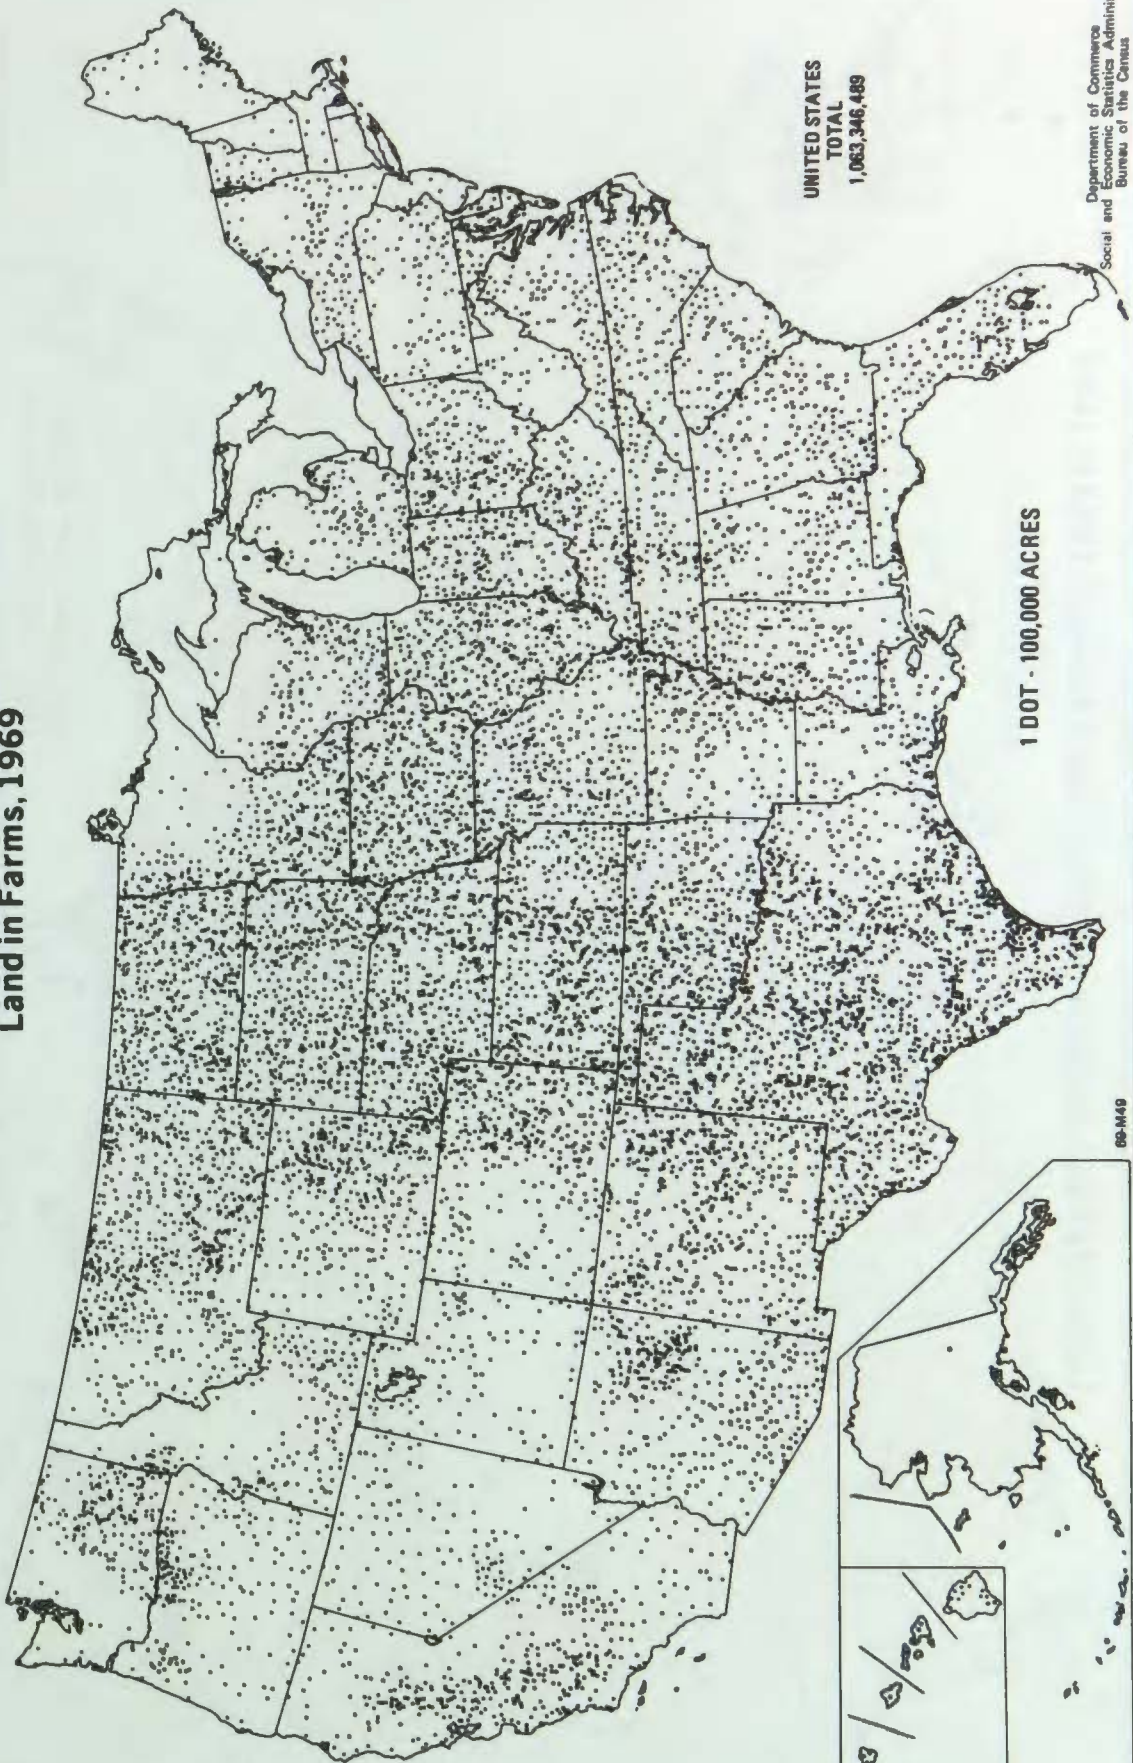 Land in Farms, 1969
UNITED STATES
TOTAL
1,063,346,489
1 DOT - 100,000 ACRES
69-M49
Department of Commerce
Social and Economic Statistics
Bureau of the Census